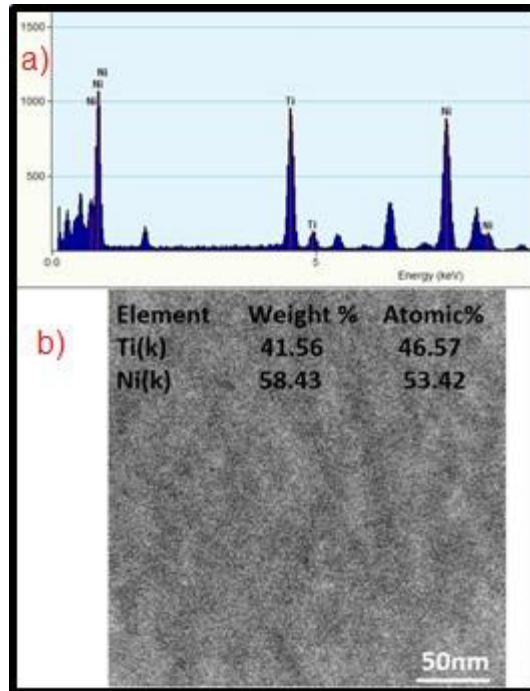 1500
a)
Ni
Ni
Ni
Ti
Ni
1000
500
Ti
Ni
0.0
5
Energy (keV)
b)
Element Weight % Atomic%
Ti(k) 41.56 46.57
Ni(k) 58.43 53.42
50nm